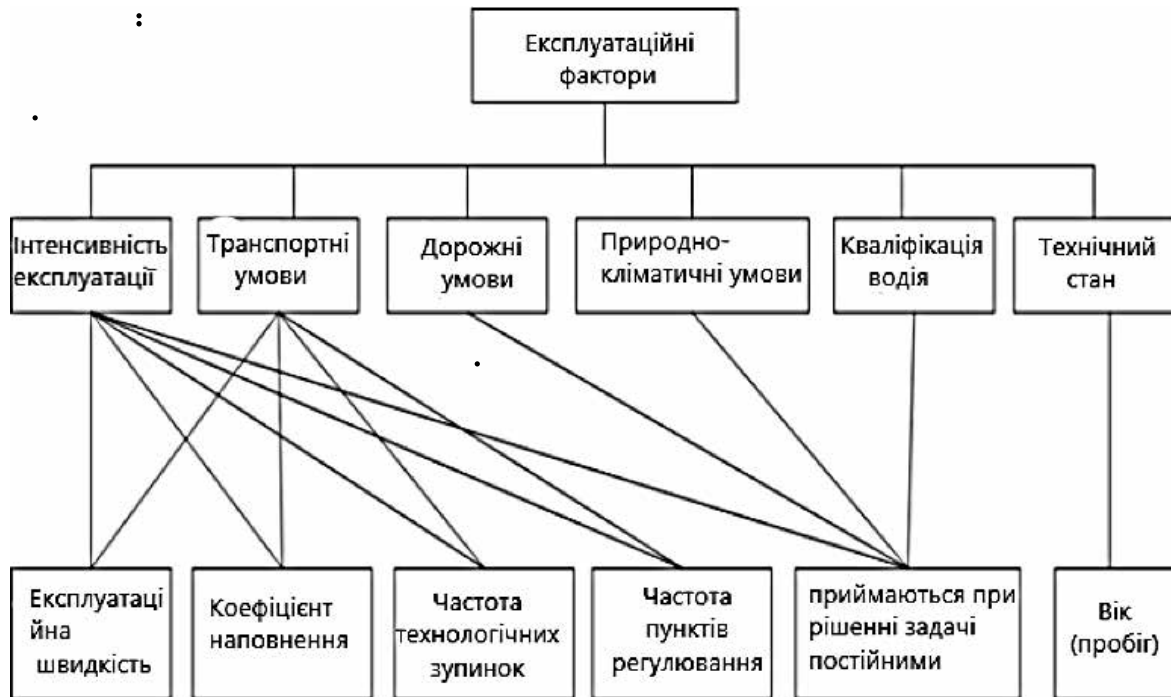 Експлуатаційні
фактори
Інтенсивність
експлуатації
Транспортні
умови
Дорожні
умови
Природно-
кліматичні умови
Кваліфікація
водія
Технічний
стан
Експлуатаці
йна
швидкість
Коефіцієнт
наповнення
Частота
технологічних
зупинок
Частота
пунктів
регулювання
приймаються при
рішенні задачі
постійними
Вік
(пробіг)